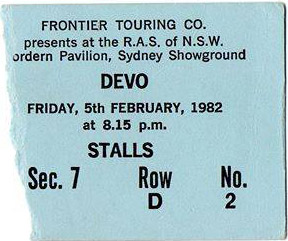 FRONTIER TOURING CO.
presents at the R.A.S. of N.S.W.
ordern Pavilion, Sydney Showground
DEVO
FRIDAY, 5th FEBRUARY, 1982
at 8.15 p.m.
STALLS
Sec. 7 Row No.
D 2